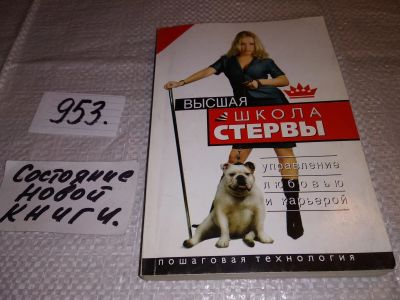 953.
Состояние
новой
книги.
ВЫСШАЯ
ШКОЛА
СТЕРВЫ
управление
любовью
и карьерой
пошаговая технология